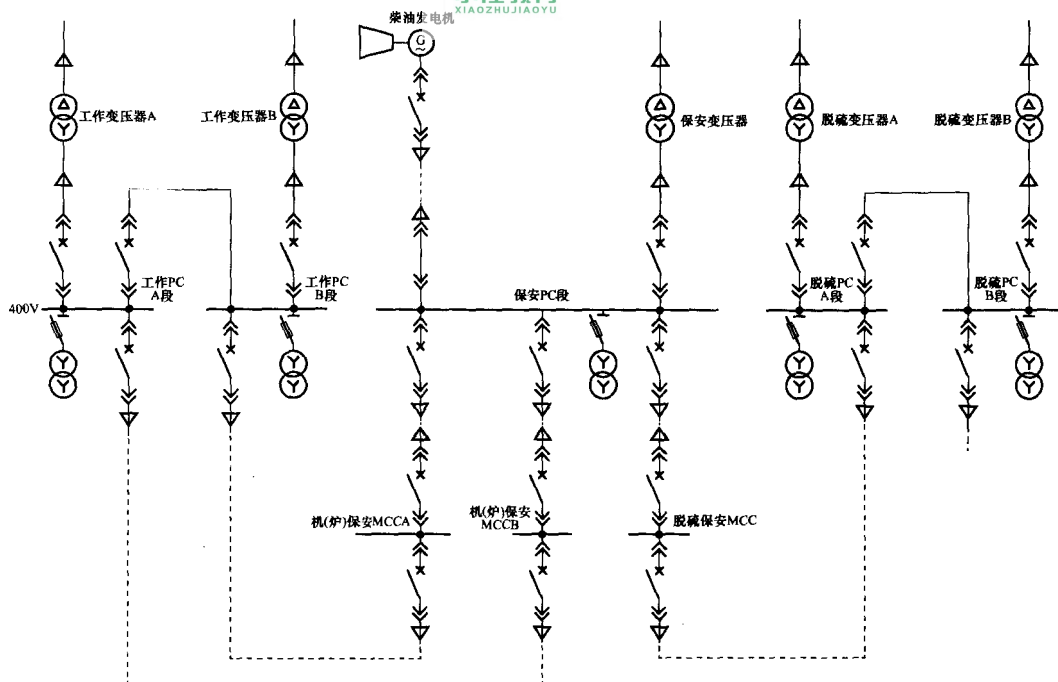 XIAOZHUJIAOYU
柴油发电机
G
~
工作变压器A
工作变压器B
保安变压器
脱硫变压器A
脱硫变压器B
工作PC
A段
工作PC
B段
保安PC段
脱硫PC
A段
脱硫PC
B段
400V
机(炉)保安MCCA
机(炉)保安
MCCB
脱硫保安MCC